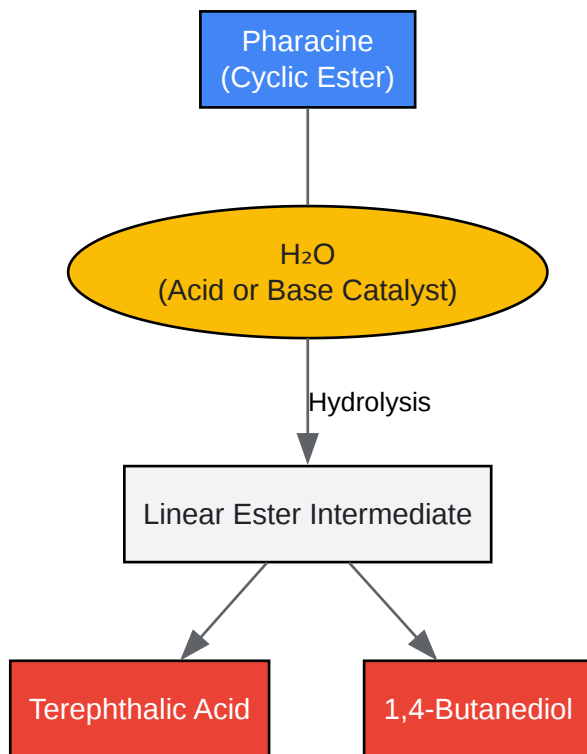 Pharacine
(Cyclic Ester)
H₂O
(Acid or Base Catalyst)
Hydrolysis
Linear Ester Intermediate
Terephthalic Acid
1,4-Butanediol